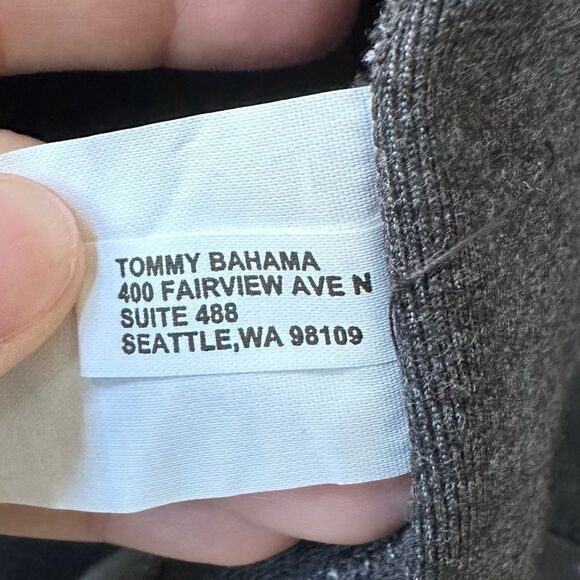 TOMMY BAHAMA
400 FAIRVIEW AVE N
SUITE 488
SEATTLE,WA 98109